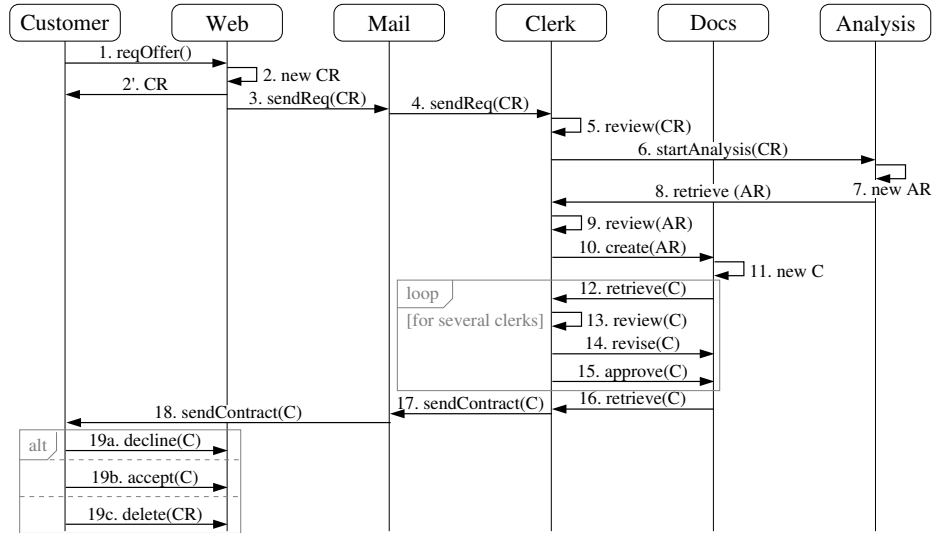 Customer Web Mail Clerk Docs Analysis
1. reqOffer()
2. new CR
2'. CR
3. sendReq(CR)
4. sendReq(CR)
5. review(CR)
6. startAnalysis(CR)
7. new AR
8. retrieve (AR)
9. review(AR)
10. create(AR)
11. new C
loop
12. retrieve(C)
[for several clerks]
13. review(C)
14. revise(C)
15. approve(C)
16. retrieve(C)
17. sendContract(C)
18. sendContract(C)
alt
19a. decline(C)
19b. accept(C)
19c. delete(CR)